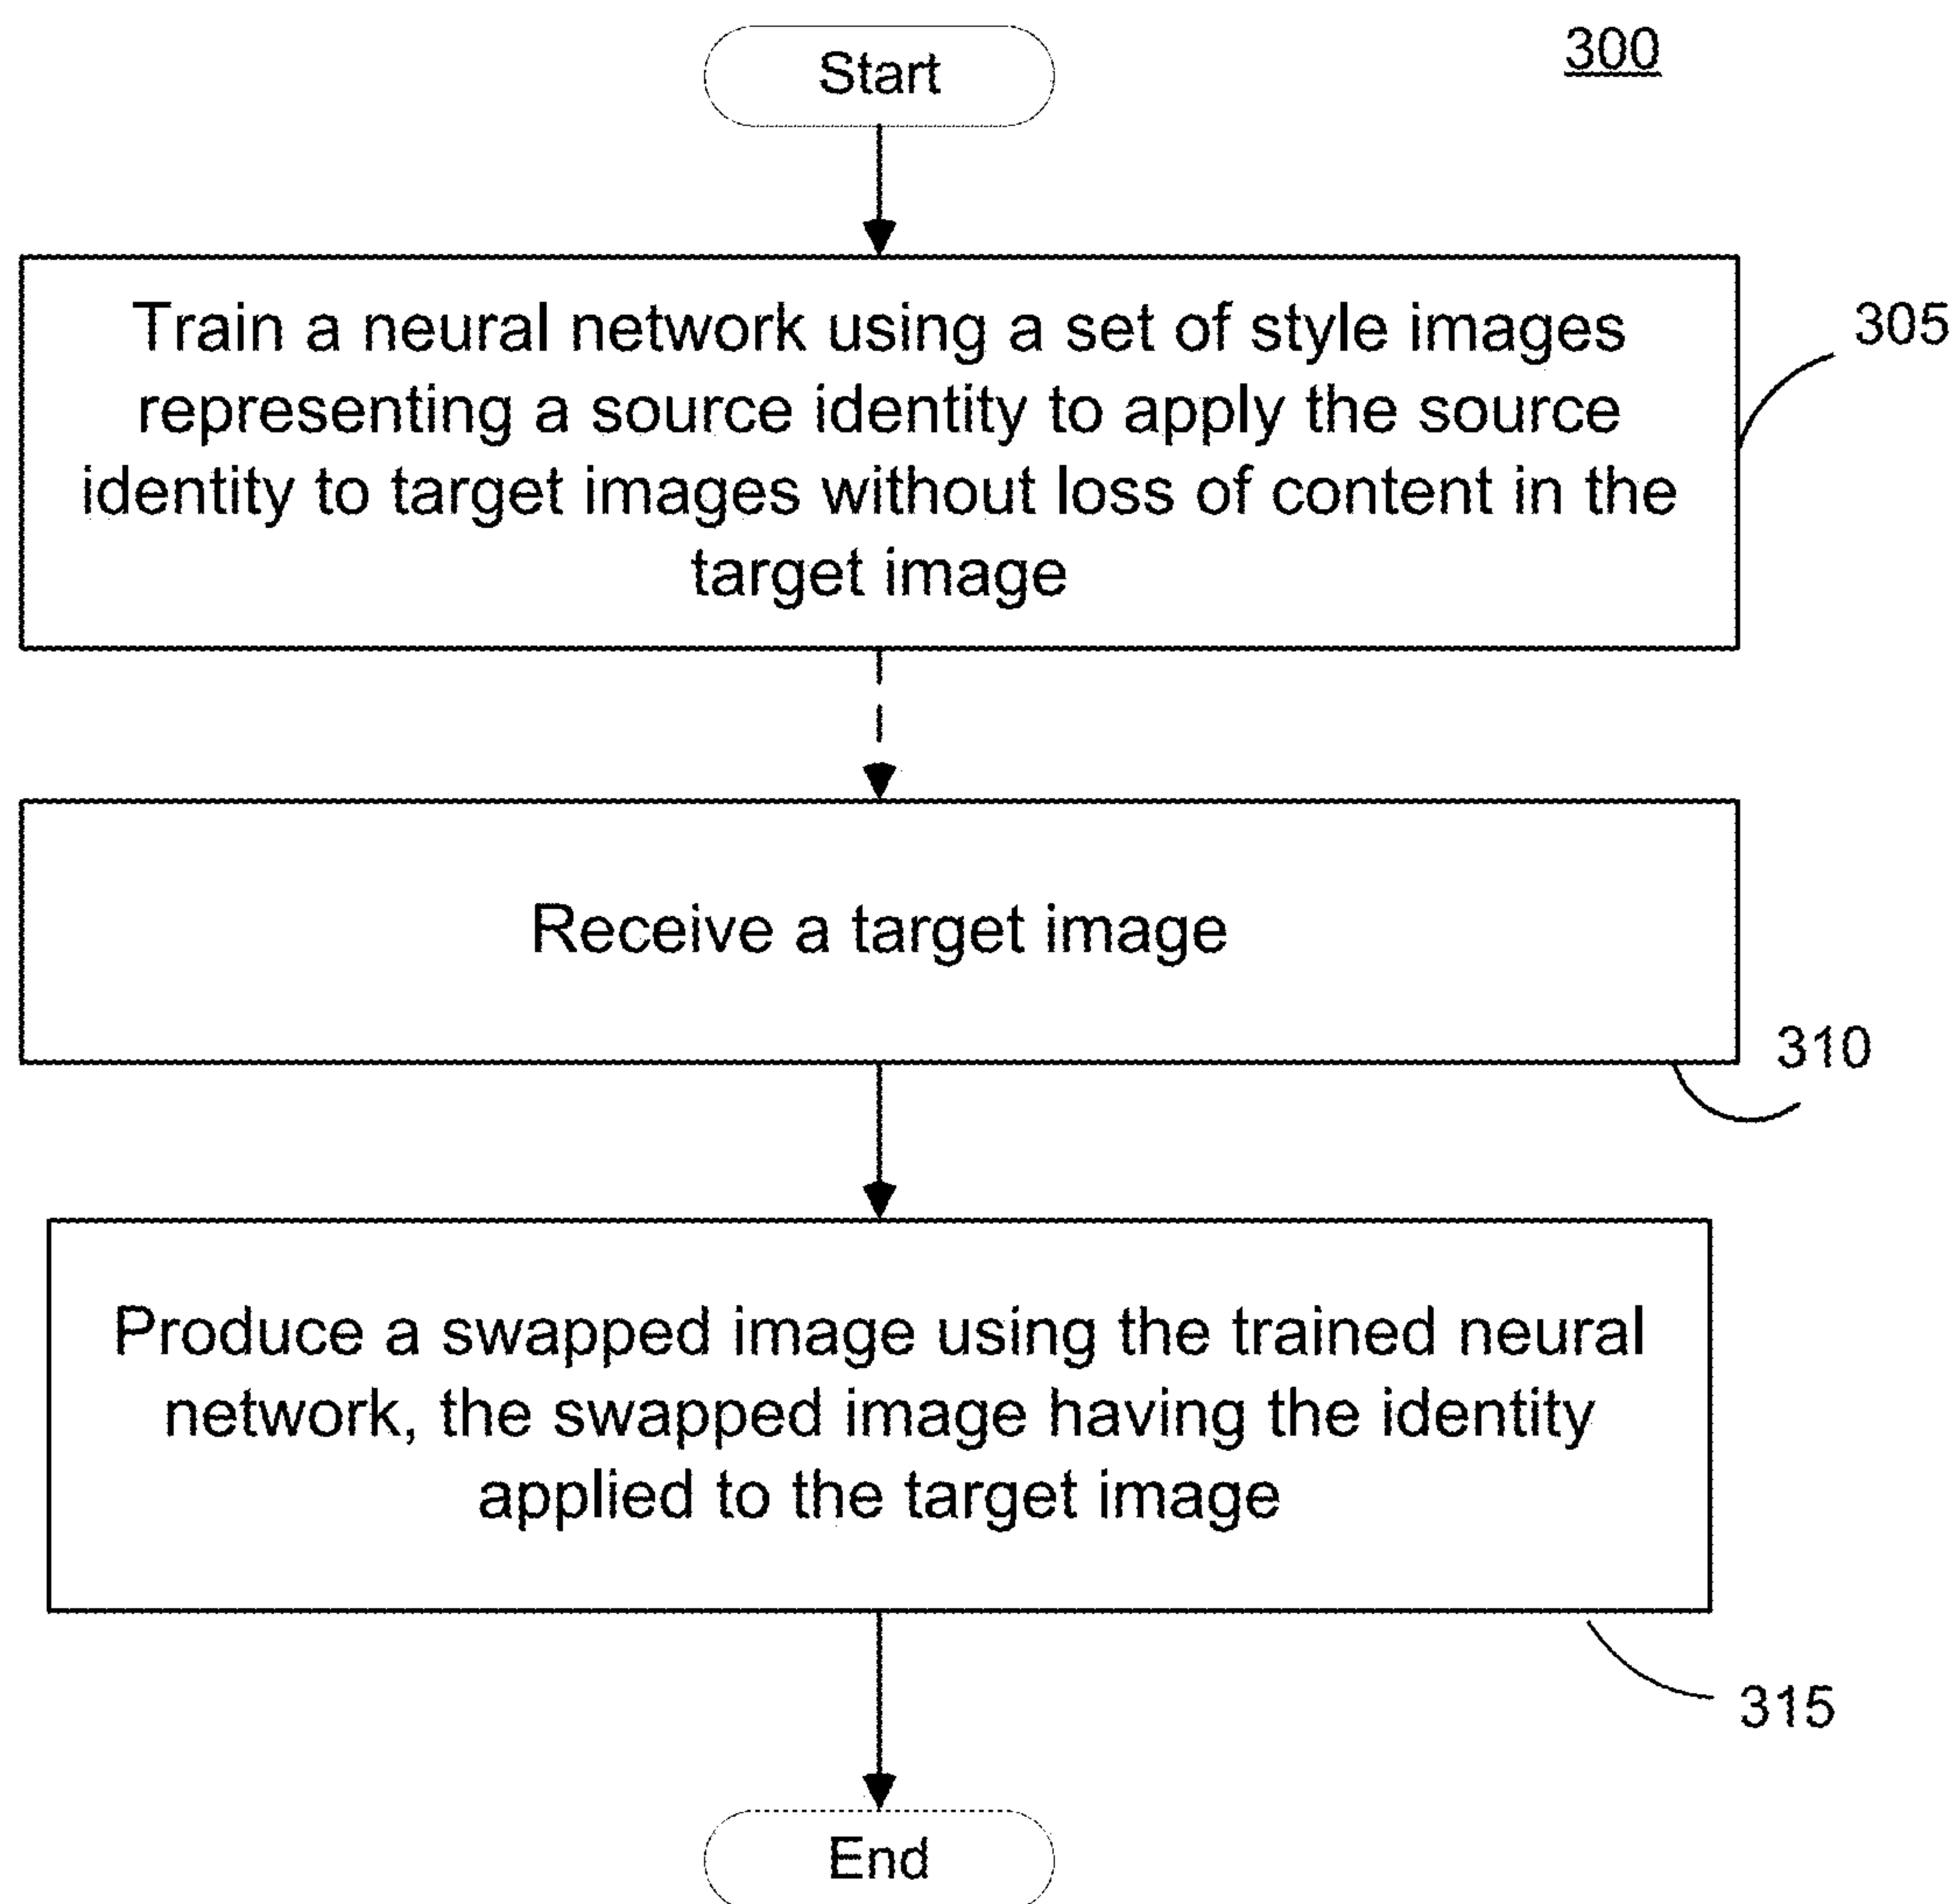 300
Start
Train a neural network using a set of style images
representing a source identity to apply the source
identity to target images without loss of content in the
target image
305
Receive a target image
310
Produce a swapped image using the trained neural
network, the swapped image having the identity
applied to the target image
315
End